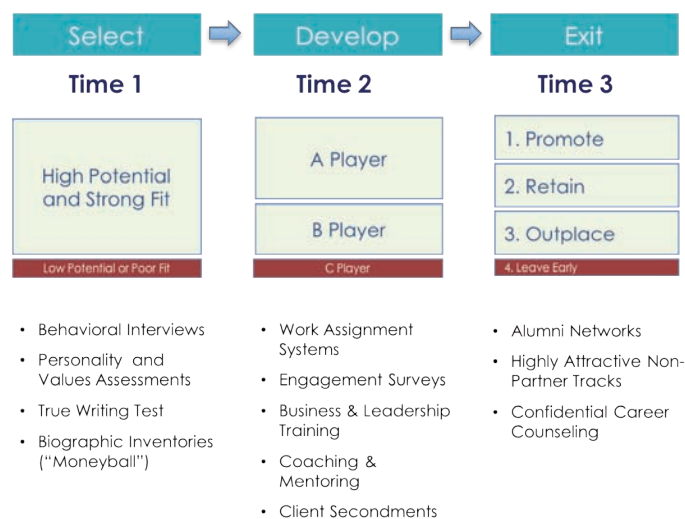 Select
Develop
Exit
Time 1
Time 2
Time 3
High Potential
and Strong Fit
Low Potential or Poor Fit
A Player
B Player
C Player
1. Promote
2. Retain
3. Outplace
4. Leave Early
• Behavioral Interviews
• Personality and
Values Assessments
• True Writing Test
• Biographic Inventories
(“Moneyball”)
• Work Assignment
Systems
• Engagement Surveys
• Business & Leadership
Training
• Coaching &
Mentoring
• Client Secondments
• Alumni Networks
• Highly Attractive Non-
Partner Tracks
• Confidential Career
Counseling